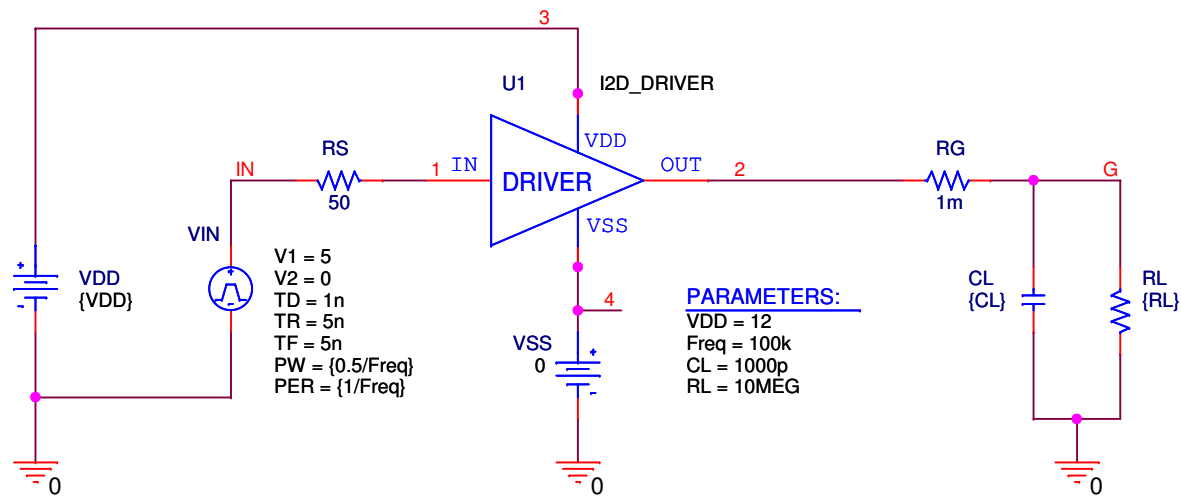 3
U1
I2D_DRIVER
VDD
RS
IN
1
IN
DRIVER
OUT
2
RG
G
50
1m
VSS
VIN
V1 = 5
V2 = 0
TD = 1n
TR = 5n
TF = 5n
PW = {0.5/Freq}
PER = {1/Freq}
+
-
VDD
{VDD}
+
4
VSS
0
+
-
PARAMETERS:
VDD = 12
Freq = 100k
CL = 1000p
RL = 10MEG
CL
{CL}
RL
{RL}
0
0
0